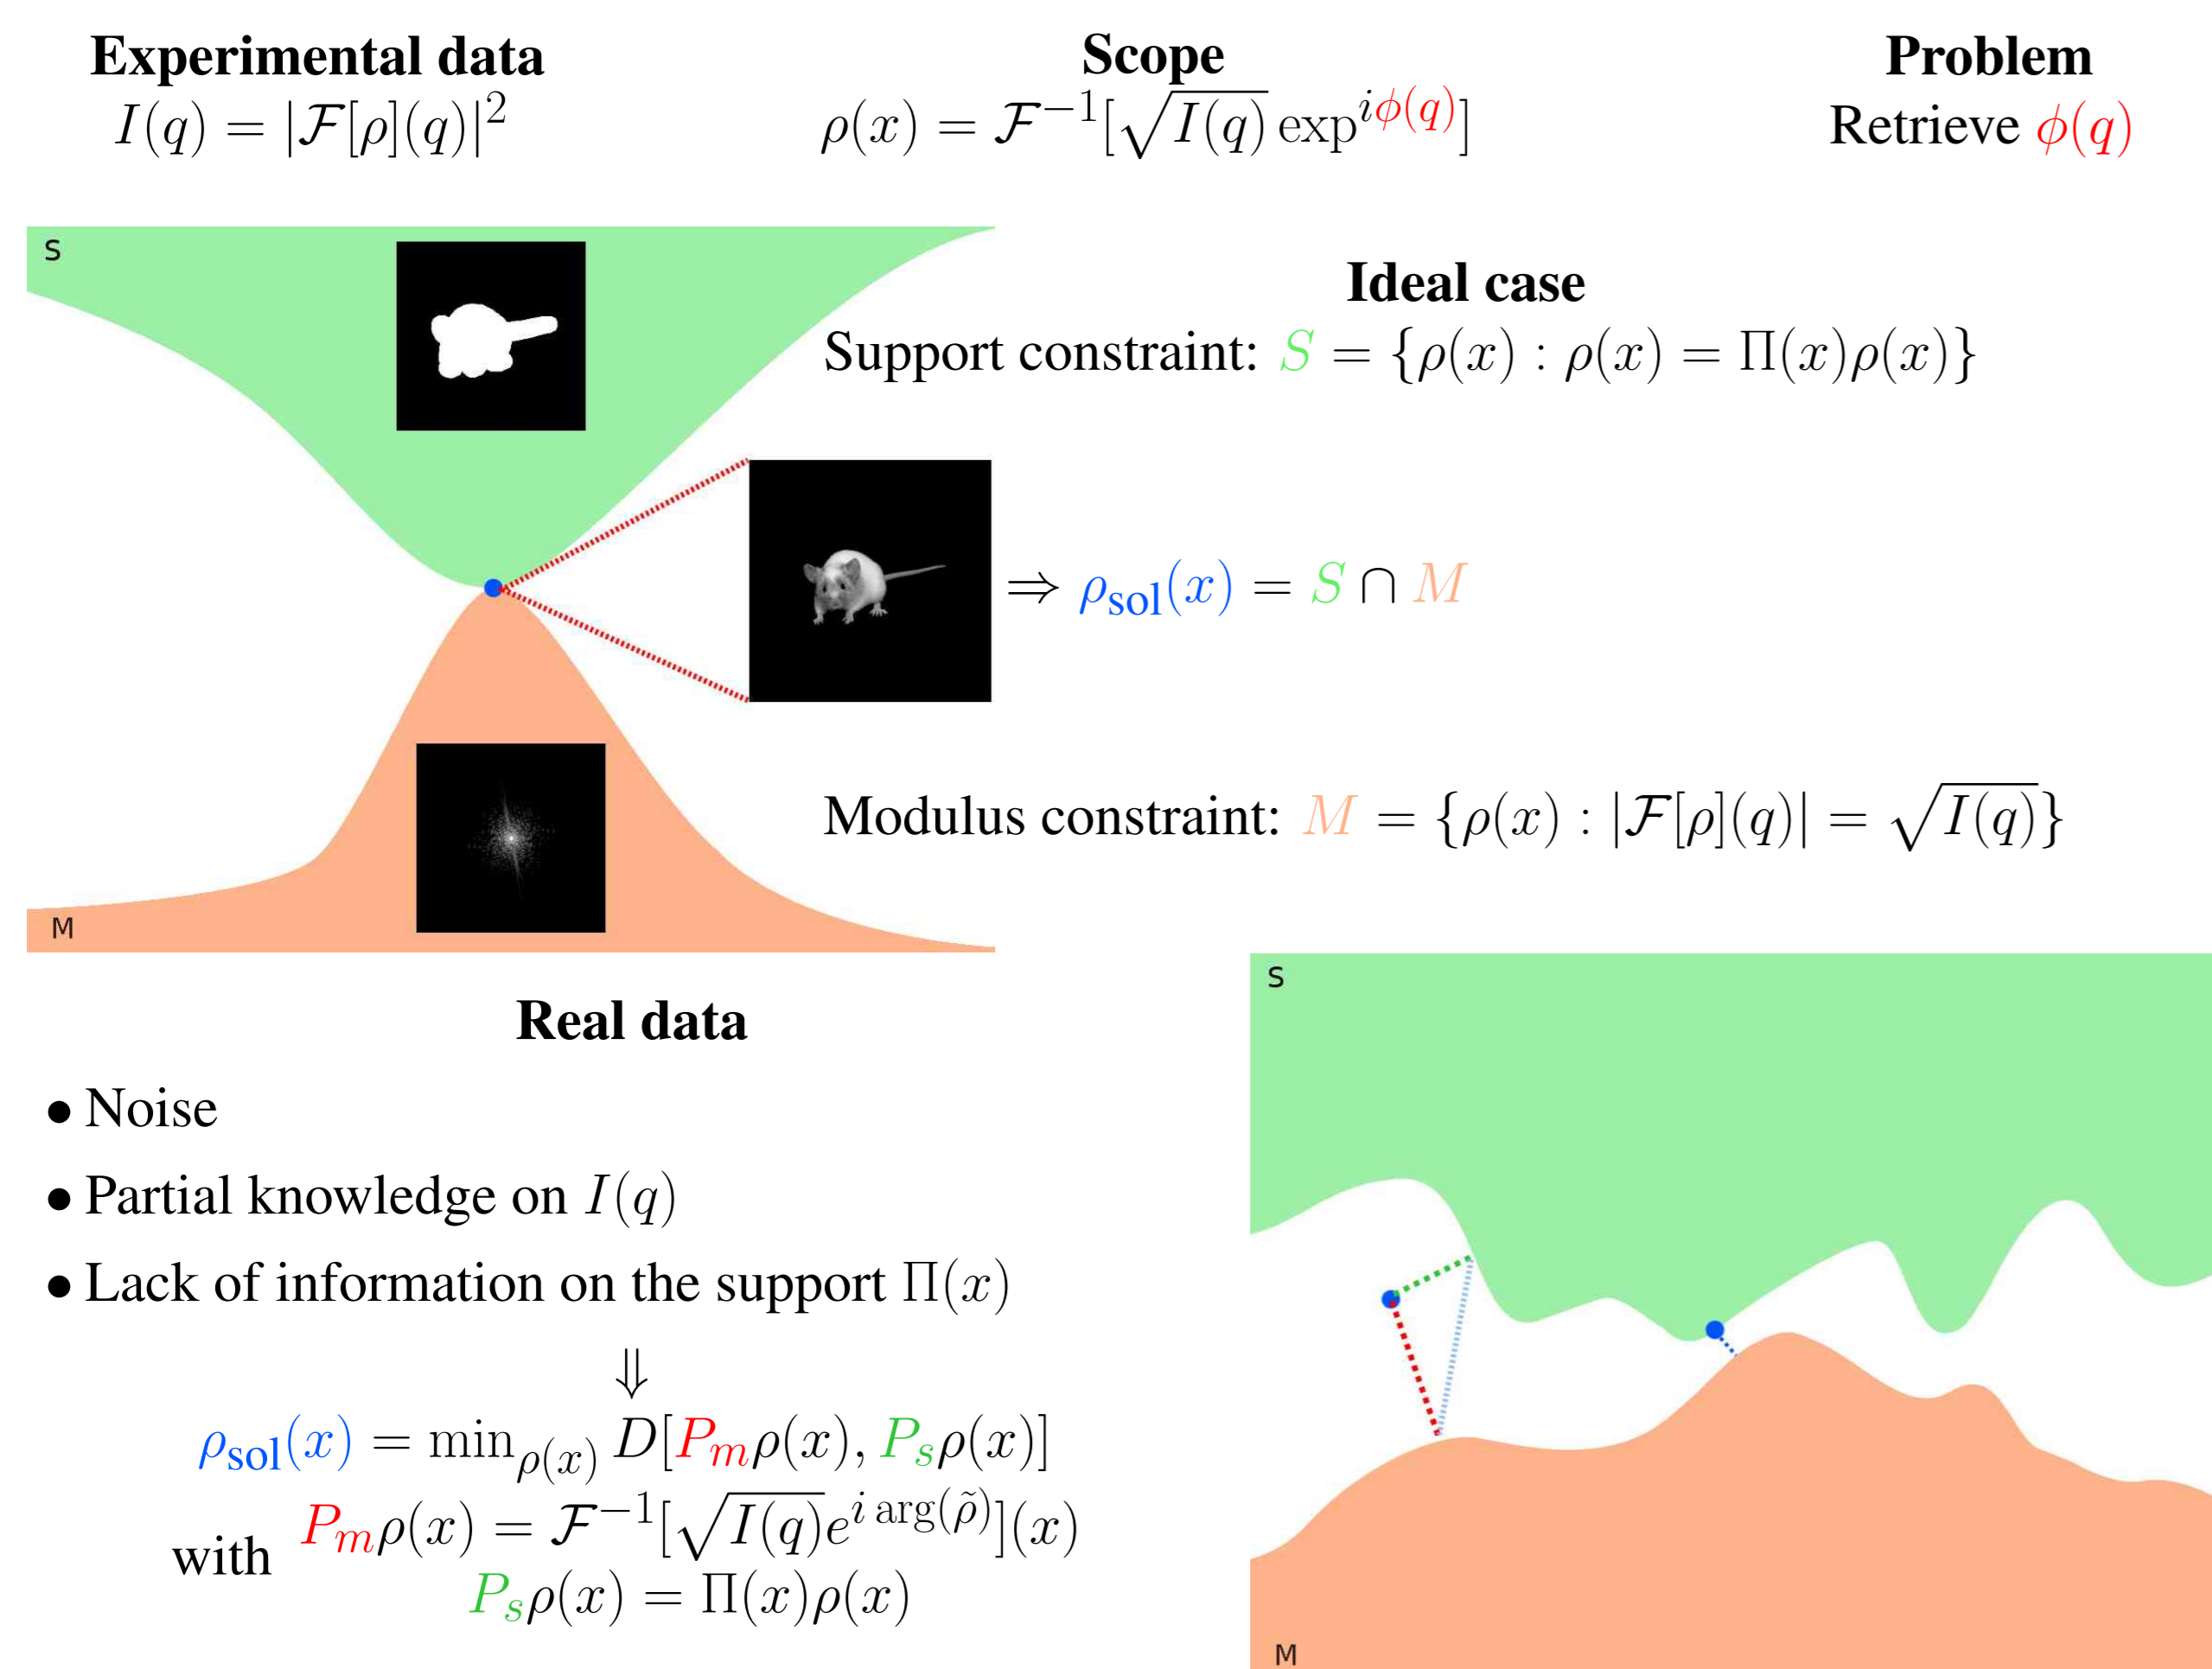 Experimental data
I(q) = |ℱ[ρ](q)|²
Scope
ρ(x) = ℱ⁻¹[√I(q) exp^{iϕ(q)}]
Problem
Retrieve ϕ(q)
S
Ideal case
Support constraint: S = {ρ(x) : ρ(x) = Π(x)ρ(x)}
⇒ ρ_sol(x) = S ∩ M
Modulus constraint: M = {ρ(x) : |ℱ[ρ](q)| = √I(q)}
M
Real data
• Noise
• Partial knowledge on I(q)
• Lack of information on the support Π(x)
⇓
ρ_sol(x) = min_{ρ(x)} D[P_m ρ(x), P_s ρ(x)]
with P_m ρ(x) = ℱ⁻¹[√I(q) e^{i arg(ρ̃)}](x)
P_s ρ(x) = Π(x)ρ(x)
S
M